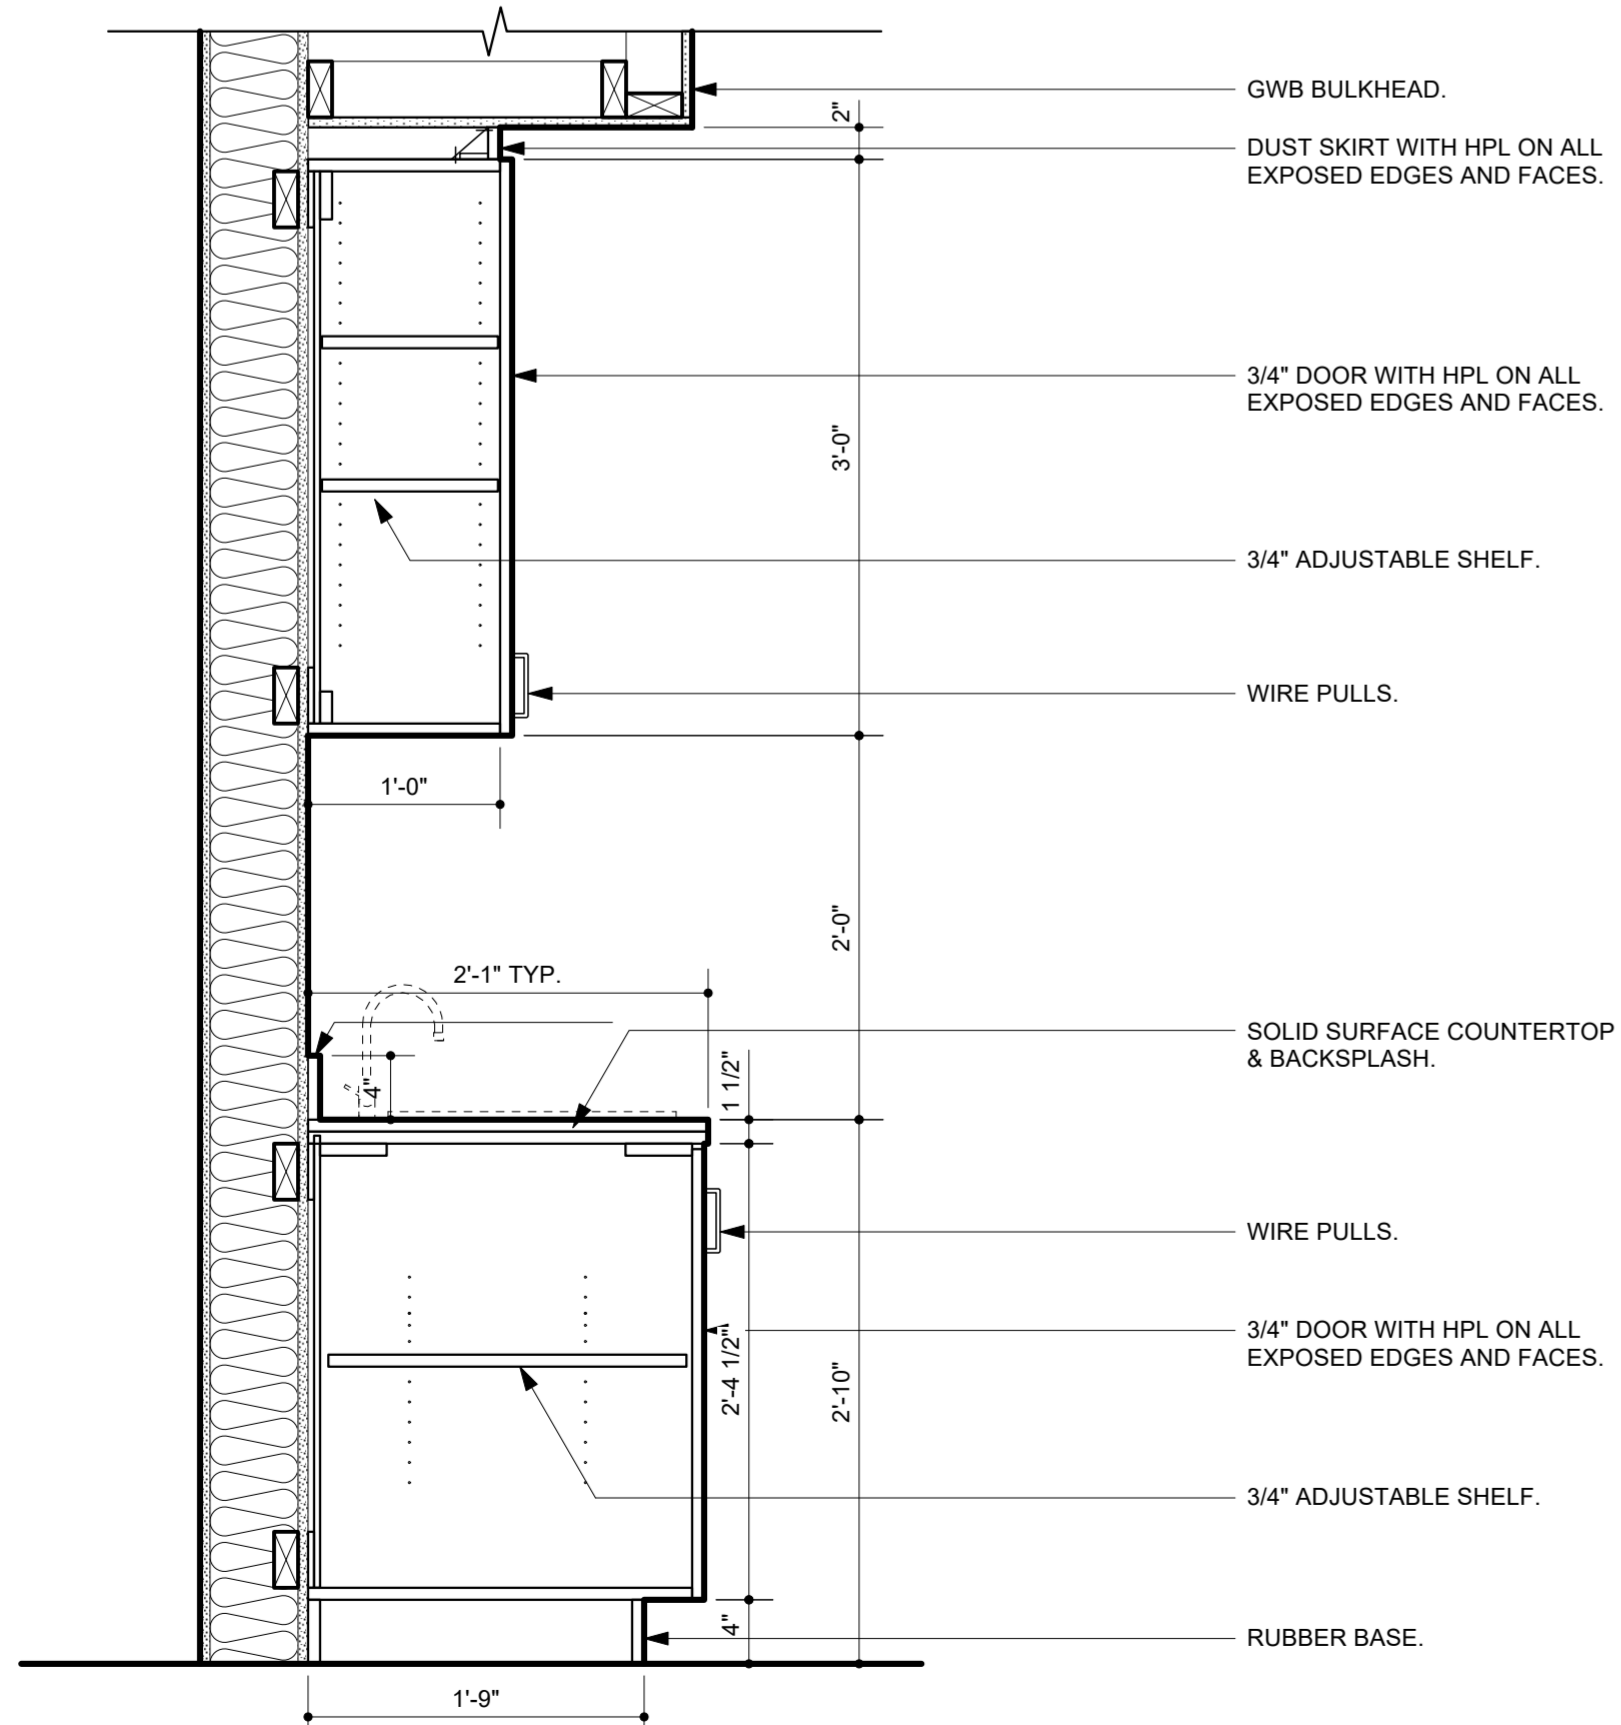 GWB BULKHEAD.
2"
DUST SKIRT WITH HPL ON ALL
EXPOSED EDGES AND FACES.
3/4" DOOR WITH HPL ON ALL
EXPOSED EDGES AND FACES.
3'-0"
3/4" ADJUSTABLE SHELF.
WIRE PULLS.
1'-0"
2'-0"
2'-1" TYP.
SOLID SURFACE COUNTERTOP
& BACKSPLASH.
4"
1 1/2"
WIRE PULLS.
3/4" DOOR WITH HPL ON ALL
EXPOSED EDGES AND FACES.
2'-4 1/2"
2'-10"
3/4" ADJUSTABLE SHELF.
4"
RUBBER BASE.
1'-9"